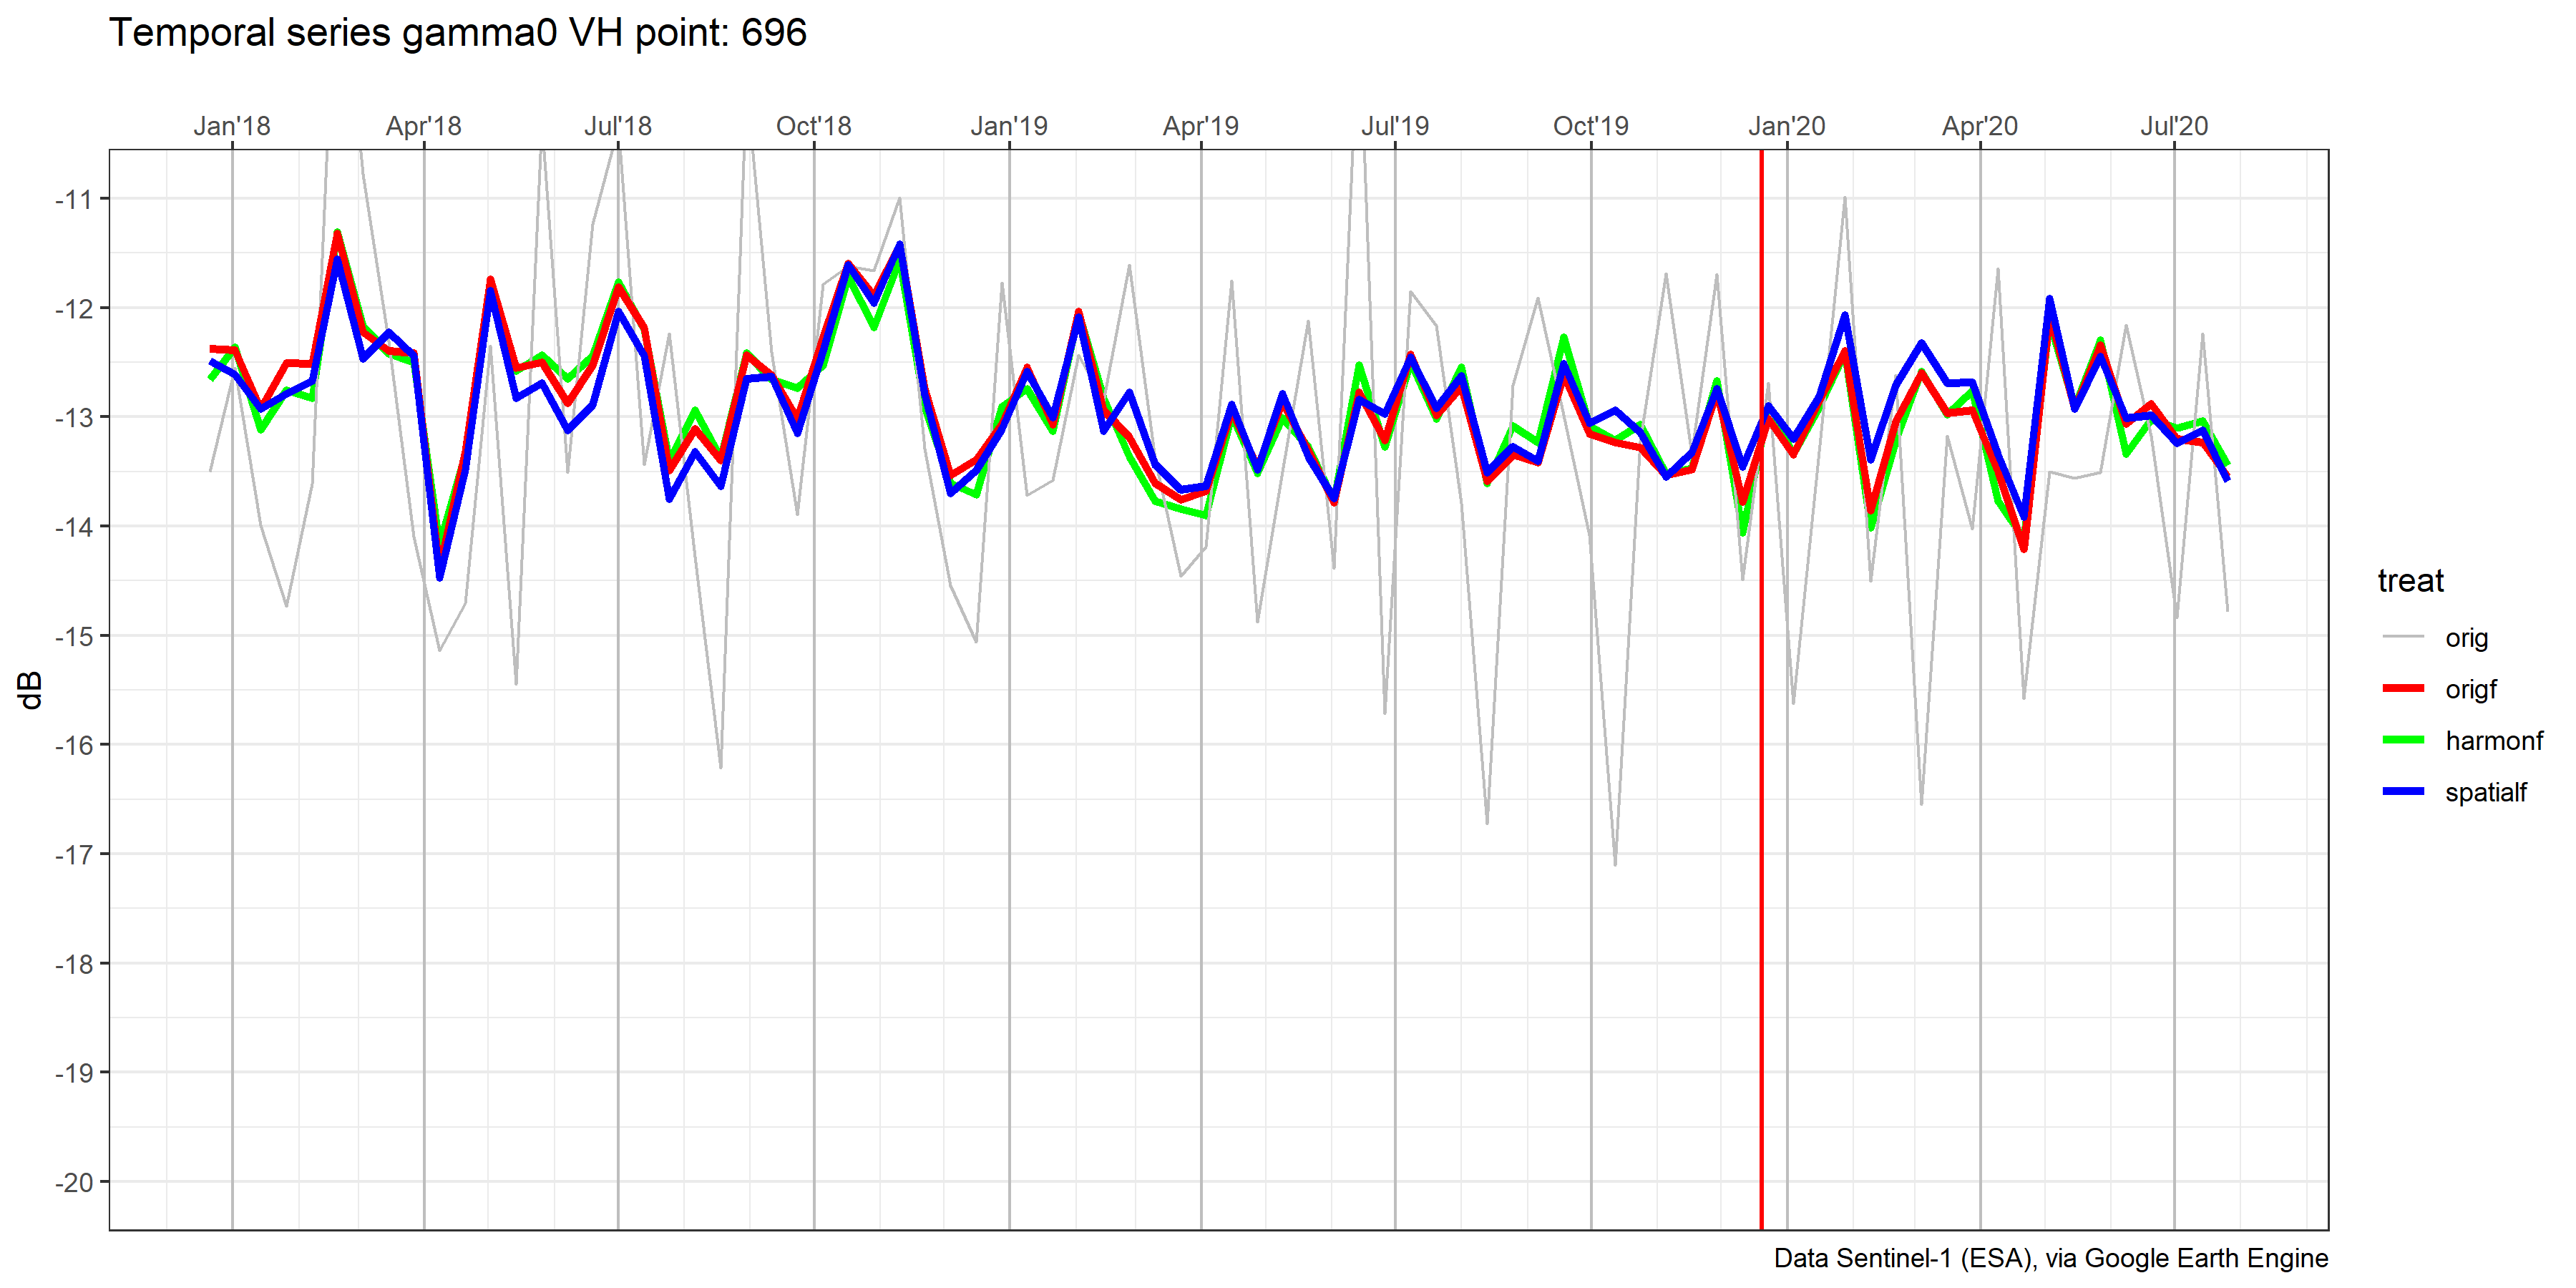 Temporal series gamma0 VH point: 696
Jan'18 Apr'18 Jul'18 Oct'18 Jan'19 Apr'19 Jul'19 Oct'19 Jan'20 Apr'20 Jul'20
-11
-12
-13
-14
-15
-16
-17
-18
-19
-20
dB
treat
orig
origf
harmonf
spatialf
Data Sentinel-1 (ESA), via Google Earth Engine